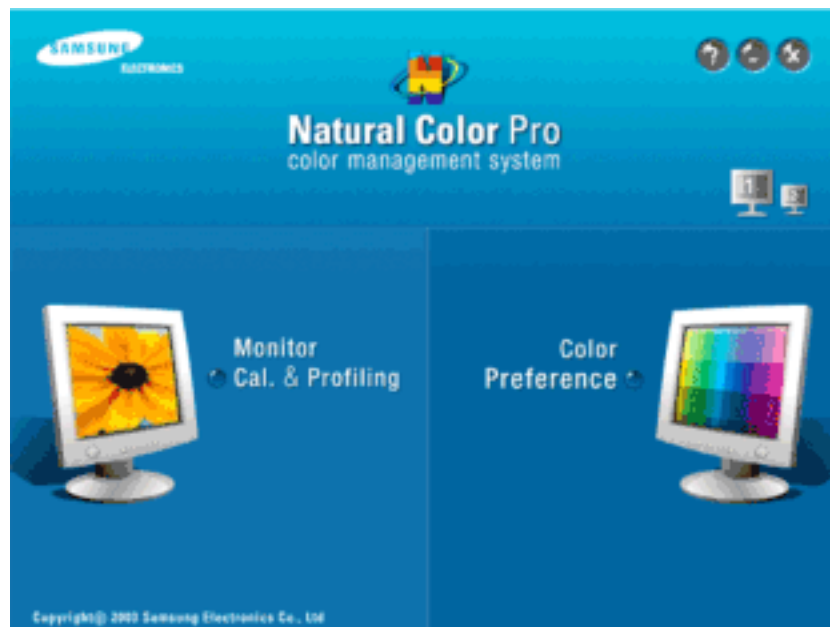 SAMSUNG
ELECTRONICS
Natural Color Pro
color management system
1
Monitor
Cal. & Profiling
Color
Preference
Copyright© 2003 Samsung Electronics Co., Ltd